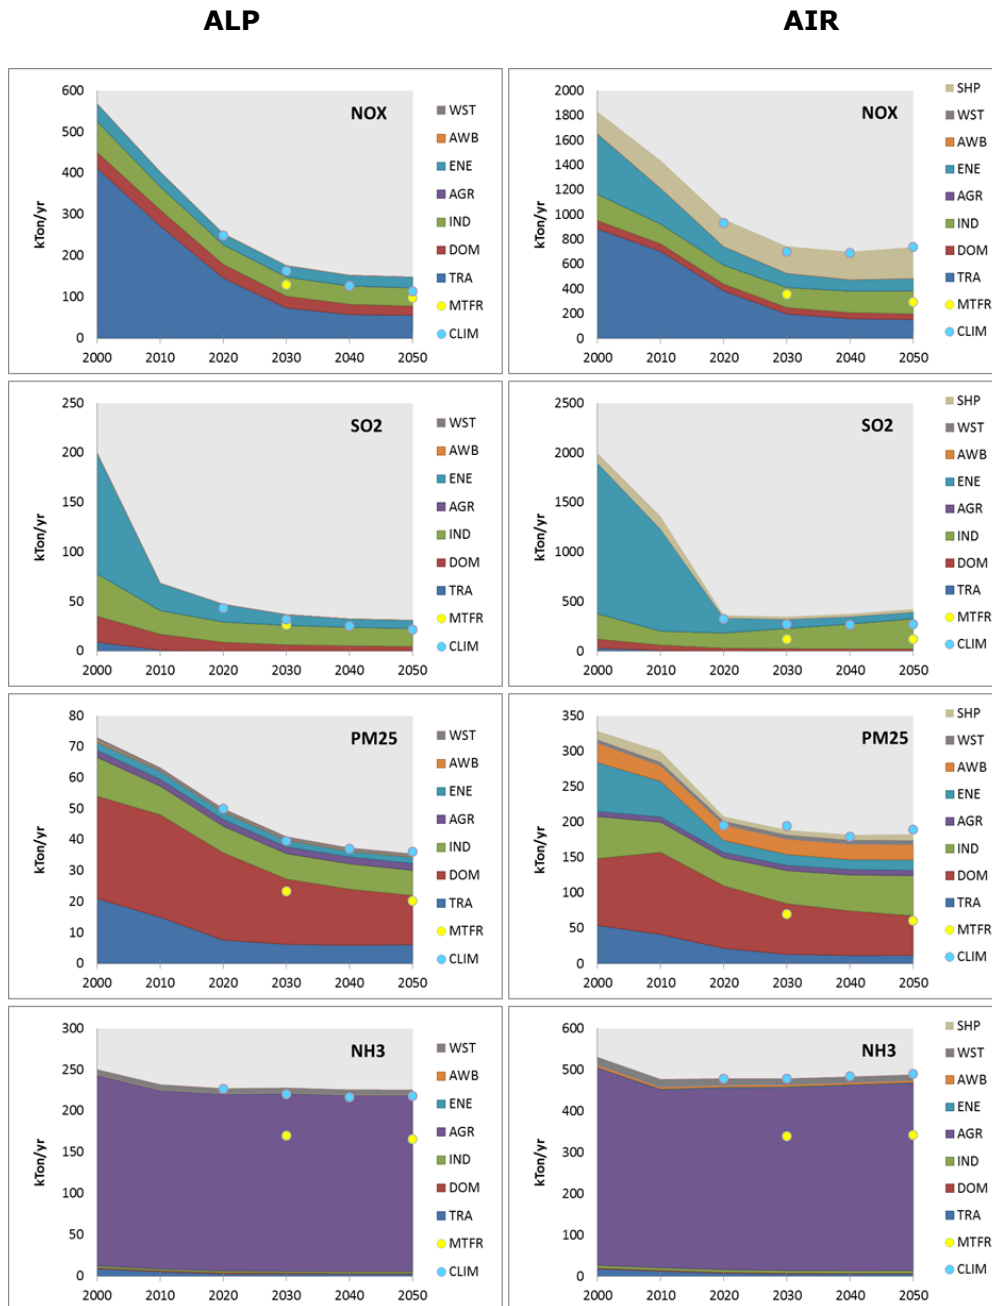 ALP
AIR
NOX
kTon/yr
600
500
400
300
200
100
0
2000 2010 2020 2030 2040 2050
WST
AWB
ENE
AGR
IND
DOM
TRA
MTFR
CLIM
NOX
kTon/yr
2000
1800
1600
1400
1200
1000
800
600
400
200
0
2000 2010 2020 2030 2040 2050
SHP
WST
AWB
ENE
AGR
IND
DOM
TRA
MTFR
CLIM
SO2
kTon/yr
250
200
150
100
50
0
2000 2010 2020 2030 2040 2050
WST
AWB
ENE
AGR
IND
DOM
TRA
MTFR
CLIM
SO2
kTon/yr
2500
2000
1500
1000
500
0
2000 2010 2020 2030 2040 2050
SHP
WST
AWB
ENE
AGR
IND
DOM
TRA
MTFR
CLIM
PM25
kTon/yr
80
70
60
50
40
30
20
10
0
2000 2010 2020 2030 2040 2050
WST
AWB
ENE
AGR
IND
DOM
TRA
MTFR
CLIM
PM25
kTon/yr
350
300
250
200
150
100
50
0
2000 2010 2020 2030 2040 2050
SHP
WST
AWB
ENE
AGR
IND
DOM
TRA
MTFR
CLIM
NH3
kTon/yr
300
250
200
150
100
50
0
2000 2010 2020 2030 2040 2050
WST
AWB
ENE
AGR
IND
DOM
TRA
MTFR
CLIM
NH3
kTon/yr
600
500
400
300
200
100
0
2000 2010 2020 2030 2040 2050
SHP
WST
AWB
ENE
AGR
IND
DOM
TRA
MTFR
CLIM